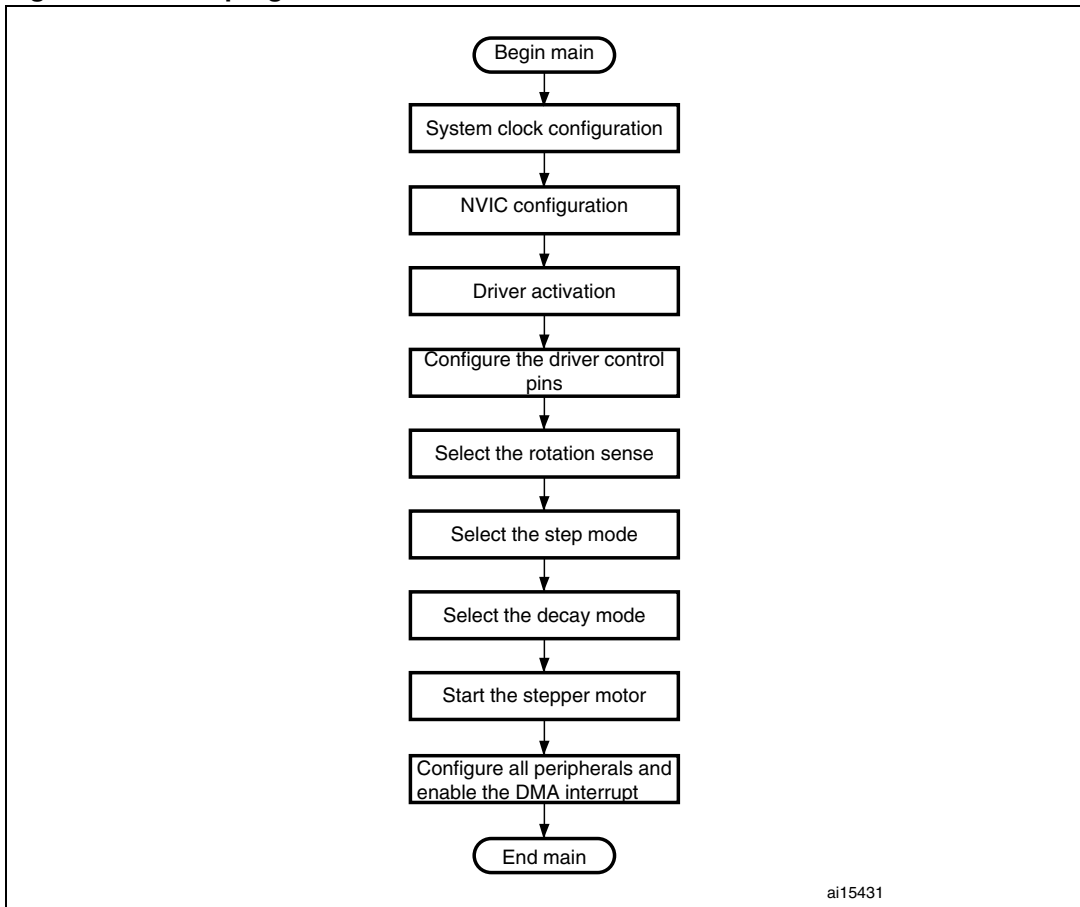 Begin main
System clock configuration
NVIC configuration
Driver activation
Configure the driver control
pins
Select the rotation sense
Select the step mode
Select the decay mode
Start the stepper motor
Configure all peripherals and
enable the DMA interrupt
End main
ai15431